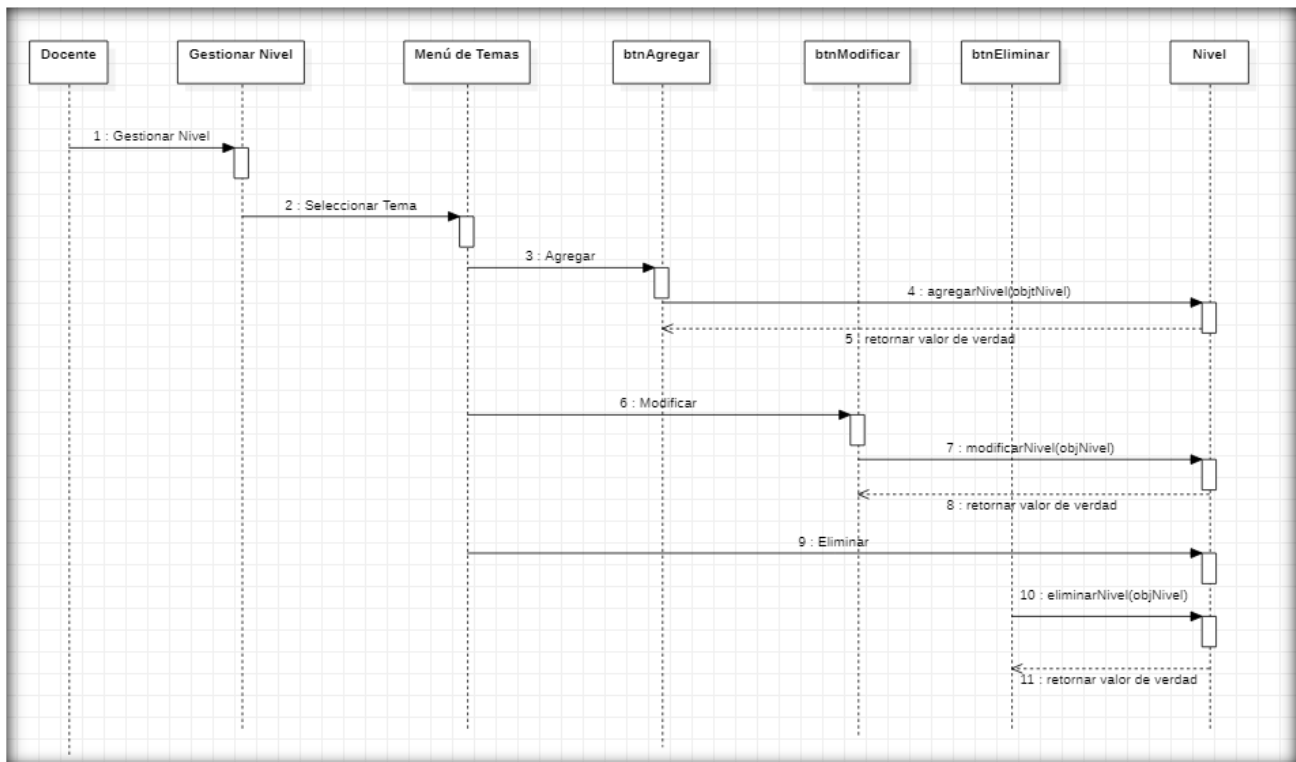 Docente
Gestionar Nivel
Menú de Temas
btnAgregar
btnModificar
btnEliminar
Nivel
1 : Gestionar Nivel
2 : Seleccionar Tema
3 : Agregar
4 : agregarNivel(objtNivel)
5 : retornar valor de verdad
6 : Modificar
7 : modificarNivel(objNivel)
8 : retornar valor de verdad
9 : Eliminar
10 : eliminarNivel(objNivel)
11 : retornar valor de verdad